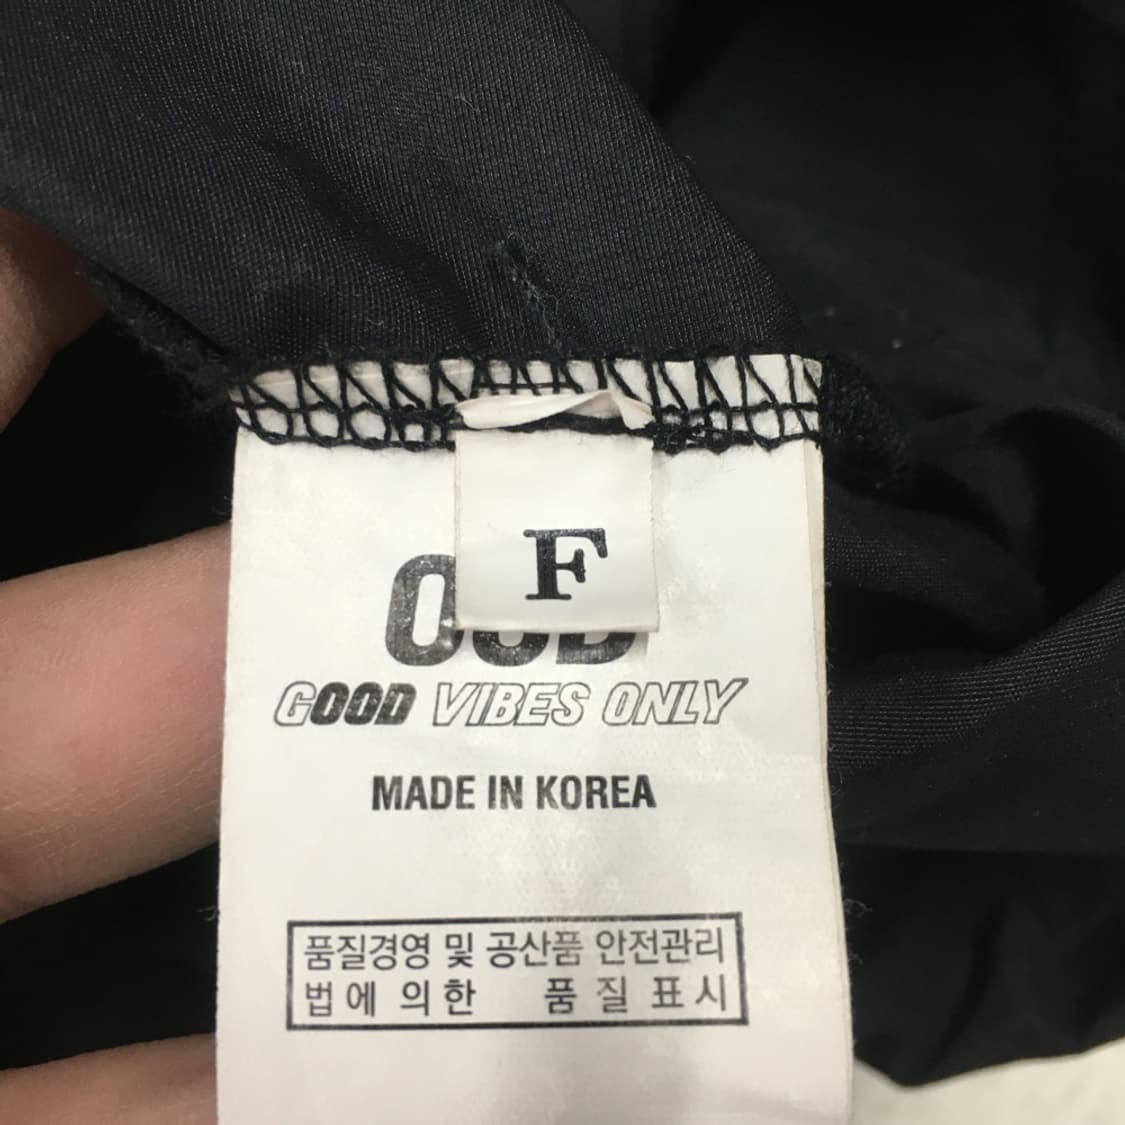 F
GOOD VIBES ONLY
MADE IN KOREA
품질경영 및 공산품 안전관리
법에 의한 품질 표시